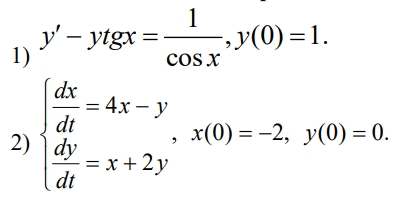 1) y′ − ytgx = 1/cos x, y(0) = 1.
2) { dx/dt = 4x − y
dy/dt = x + 2y , x(0) = −2, y(0) = 0.